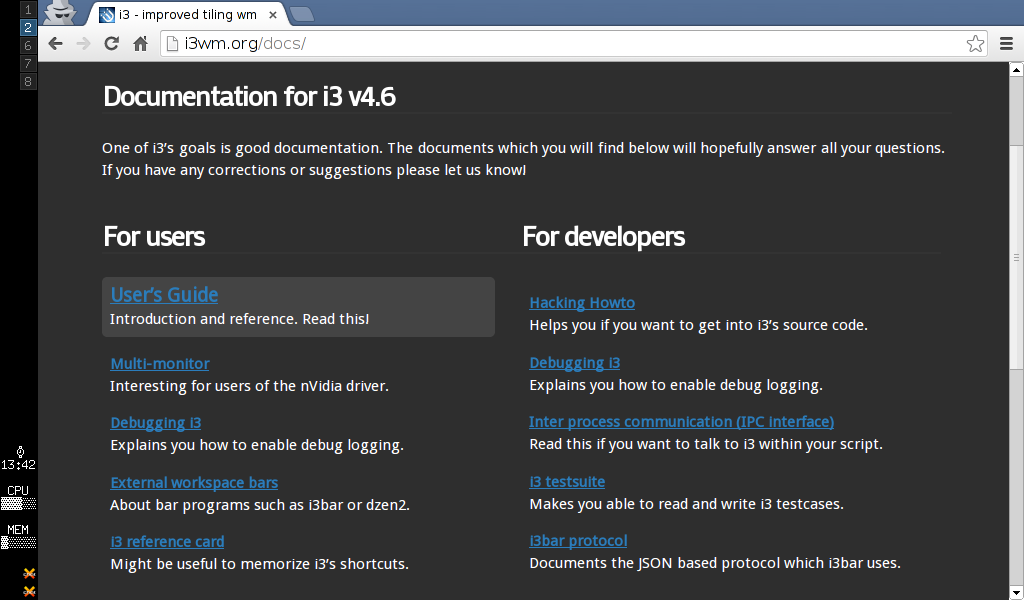 1
2
6
7
8
13:42
CPU
MEM
i3 - improved tiling wm
i3wm.org/docs/
Documentation for i3 v4.6
One of i3’s goals is good documentation. The documents which you will find below will hopefully answer all your questions.
If you have any corrections or suggestions please let us know!
For users
User’s Guide
Introduction and reference. Read this!
Multi-monitor
Interesting for users of the nVidia driver.
Debugging i3
Explains you how to enable debug logging.
External workspace bars
About bar programs such as i3bar or dzen2.
i3 reference card
Might be useful to memorize i3’s shortcuts.
For developers
Hacking Howto
Helps you if you want to get into i3’s source code.
Debugging i3
Explains you how to enable debug logging.
Inter process communication (IPC interface)
Read this if you want to talk to i3 within your script.
i3 testsuite
Makes you able to read and write i3 testcases.
i3bar protocol
Documents the JSON based protocol which i3bar uses.